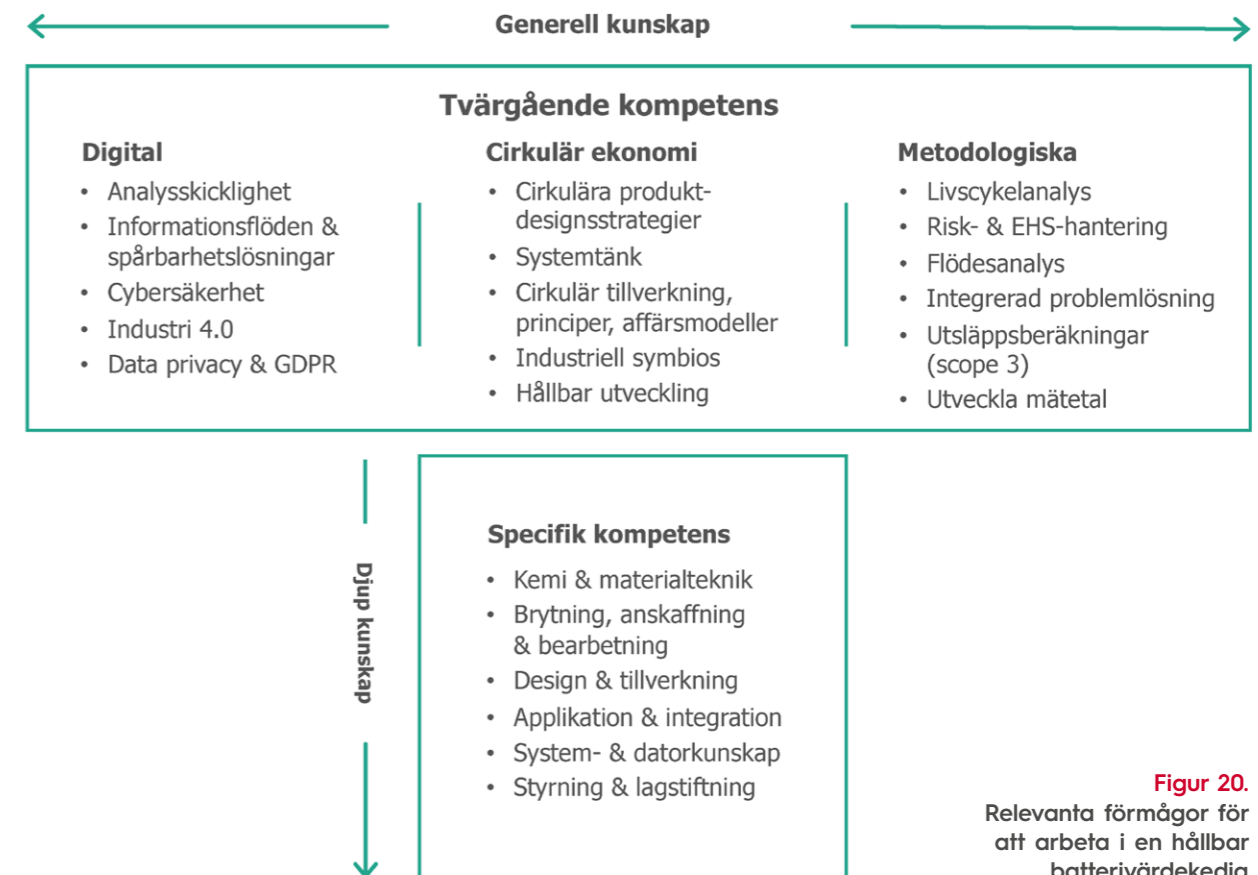 Generell kunskap
Tvärgående kompetens
Digital
• Analysskicklighet
• Informationsflöden &
spårbarhetslösningar
• Cybersäkerhet
• Industri 4.0
• Data privacy & GDPR
Cirkulär ekonomi
• Cirkulära produkt-
designsstrategier
• Systemtänk
• Cirkulär tillverkning,
principer, affärsmodeller
• Industriell symbios
• Hållbar utveckling
Metodologiska
• Livscykelanalys
• Risk- & EHS-hantering
• Flödesanalys
• Integrerad problemlösning
• Utsläppsberäkningar
(scope 3)
• Utveckla mätetal
Djup kunskap
Specifik kompetens
• Kemi & materialteknik
• Brytning, anskaffning
& bearbetning
• Design & tillverkning
• Applikation & integration
• System- & datorkunskap
• Styrning & lagstiftning
Figur 20.
Relevanta förmågor för
att arbeta i en hållbar
batterivärdekedja